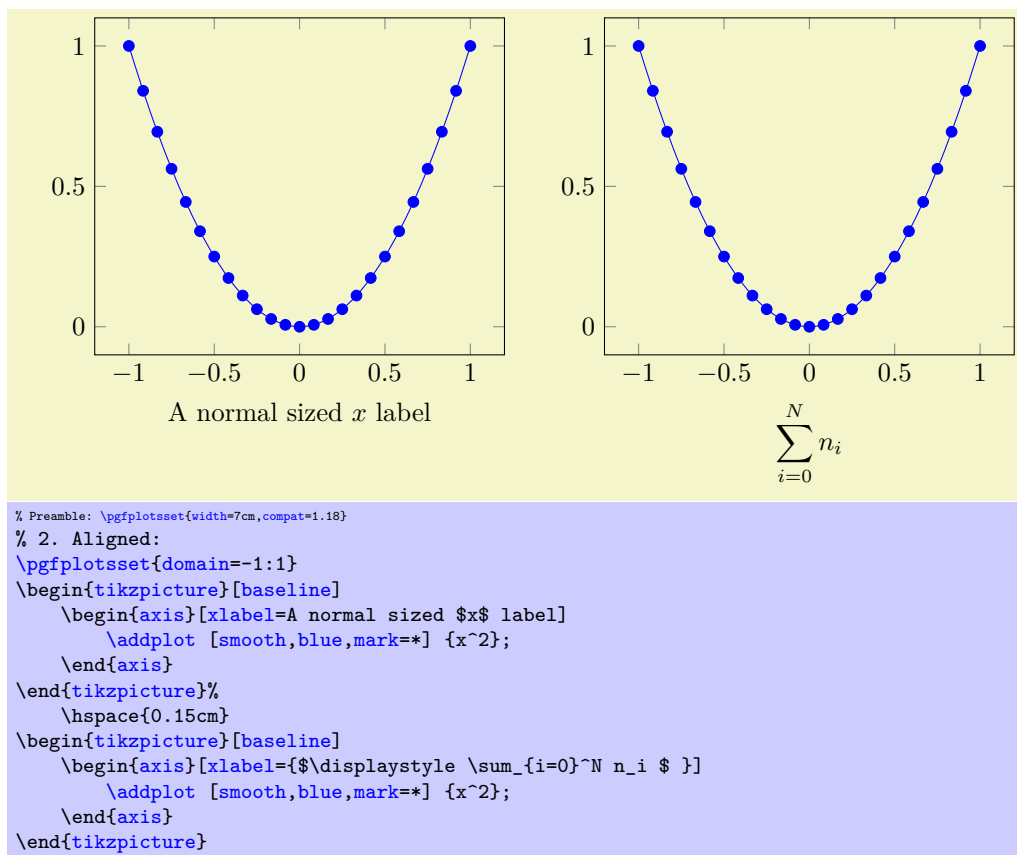 1
0.5
0
−1 −0.5 0 0.5 1
A normal sized x label
1
0.5
0
−1 −0.5 0 0.5 1
N
∑ n_i
i=0
% Preamble: \pgfplotsset{width=7cm,compat=1.18}
% 2. Aligned:
\pgfplotsset{domain=-1:1}
\begin{tikzpicture}[baseline]
    \begin{axis}[xlabel=A normal sized $x$ label]
        \addplot [smooth,blue,mark=*] {x^2};
    \end{axis}
\end{tikzpicture}%
    \hspace{0.15cm}
\begin{tikzpicture}[baseline]
    \begin{axis}[xlabel={$\displaystyle \sum_{i=0}^N n_i $ }]
        \addplot [smooth,blue,mark=*] {x^2};
    \end{axis}
\end{tikzpicture}